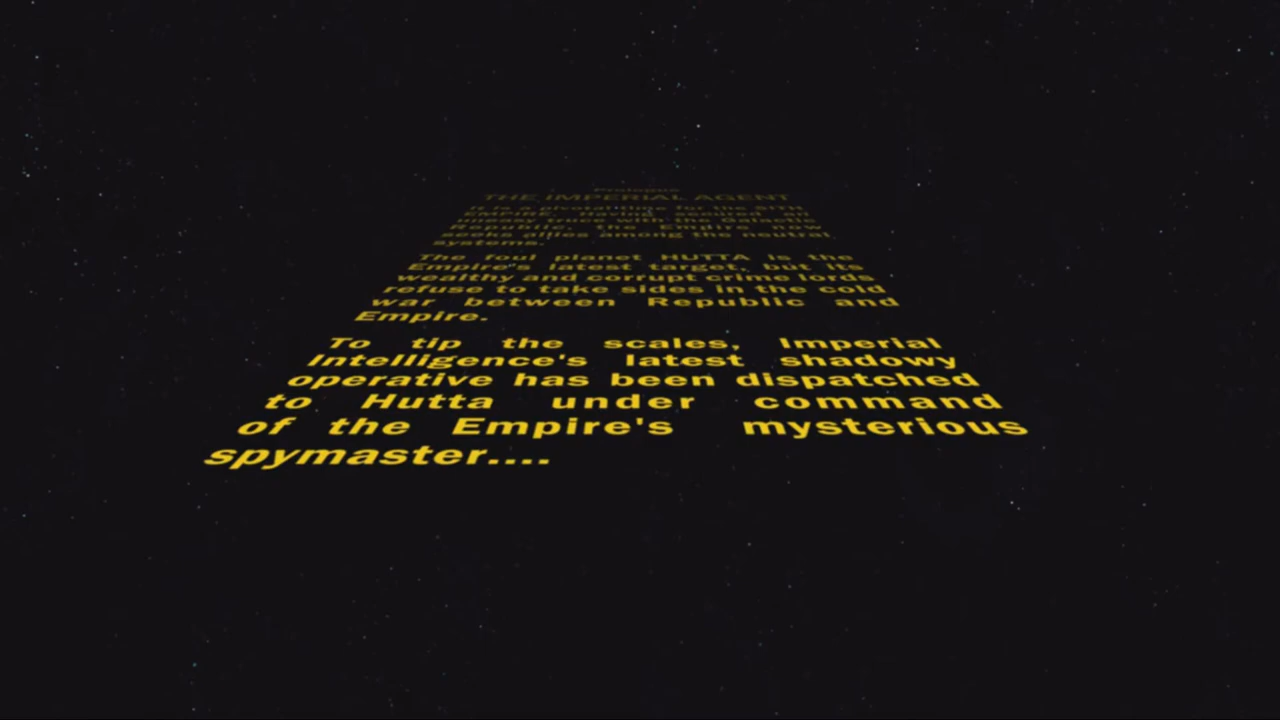 Prologue
THE IMPERIAL AGENT
It is a pivotal time for the SITH
EMPIRE. Having secured an
uneasy truce with the Galactic
Republic, the Empire now
seeks allies among the neutral
systems.
The foul planet HUTTA is the
Empire's latest target, but its
wealthy and corrupt crime lords
refuse to take sides in the cold
war between Republic and
Empire.
To tip the scales, Imperial
Intelligence's latest shadowy
operative has been dispatched
to Hutta under command
of the Empire's mysterious
spymaster....